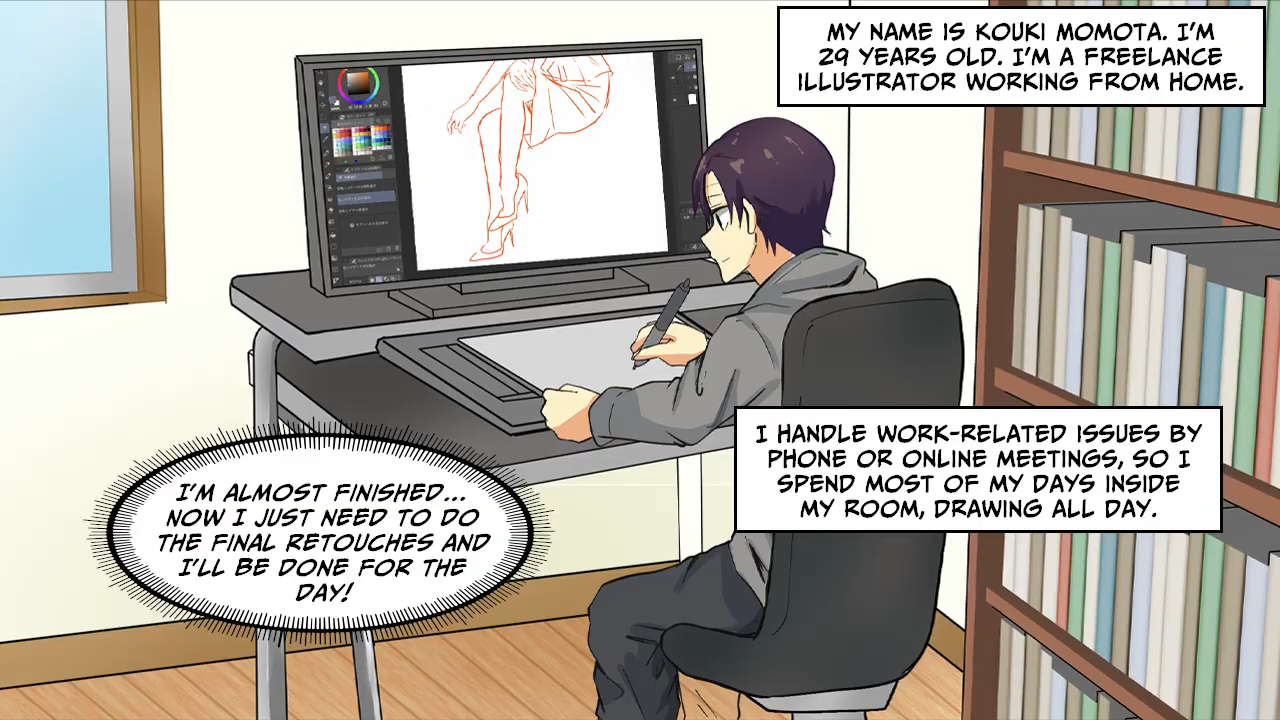 MY NAME IS KOUKI MOMOTA. I'M
29 YEARS OLD. I'M A FREELANCE
ILLUSTRATOR WORKING FROM HOME.
I HANDLE WORK-RELATED ISSUES BY
PHONE OR ONLINE MEETINGS, SO I
SPEND MOST OF MY DAYS INSIDE
MY ROOM, DRAWING ALL DAY.
I'M ALMOST FINISHED...
NOW I JUST NEED TO DO
THE FINAL RETOUCHES AND
I'LL BE DONE FOR THE
DAY!